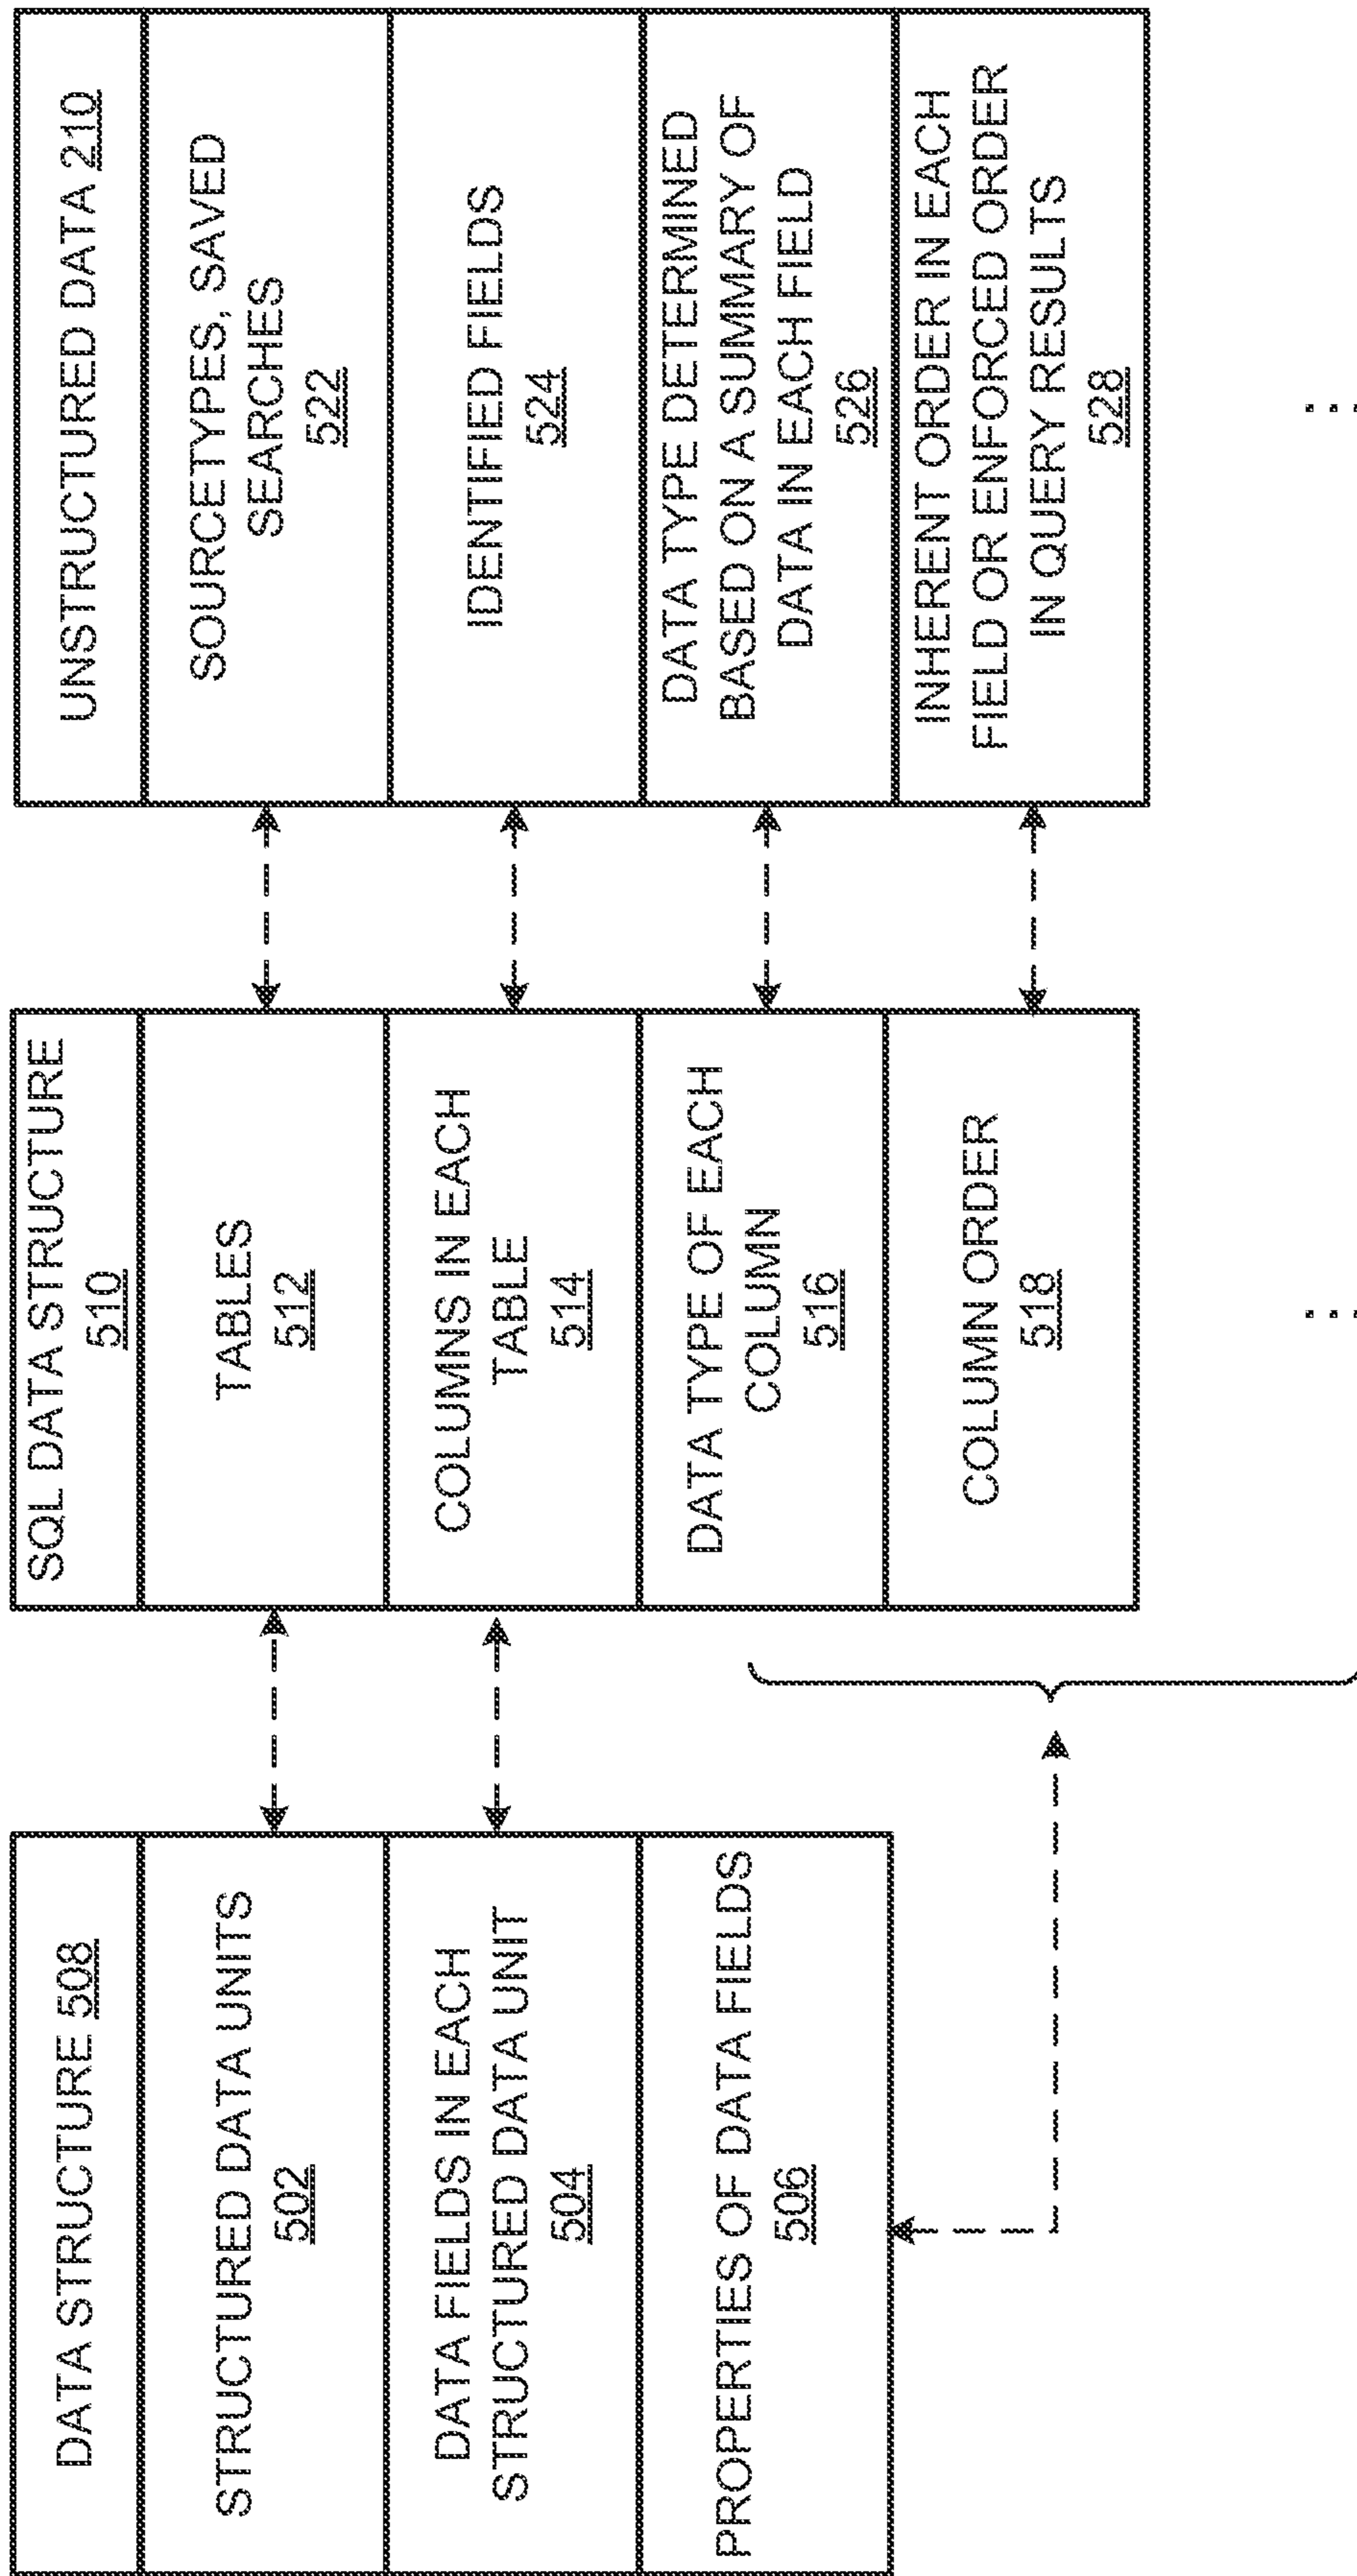 DATA STRUCTURE 508
STRUCTURED DATA UNITS
502
DATA FIELDS IN EACH
STRUCTURED DATA UNIT
504
PROPERTIES OF DATA FIELDS
506
SQL DATA STRUCTURE
510
TABLES
512
COLUMNS IN EACH
TABLE
514
DATA TYPE OF EACH
COLUMN
516
COLUMN ORDER
518
...
UNSTRUCTURED DATA 210
SOURCETYPES, SAVED
SEARCHES
522
IDENTIFIED FIELDS
524
DATA TYPE DETERMINED
BASED ON A SUMMARY OF
DATA IN EACH FIELD
526
INHERENT ORDER IN EACH
FIELD OR ENFORCED ORDER
IN QUERY RESULTS
528
...